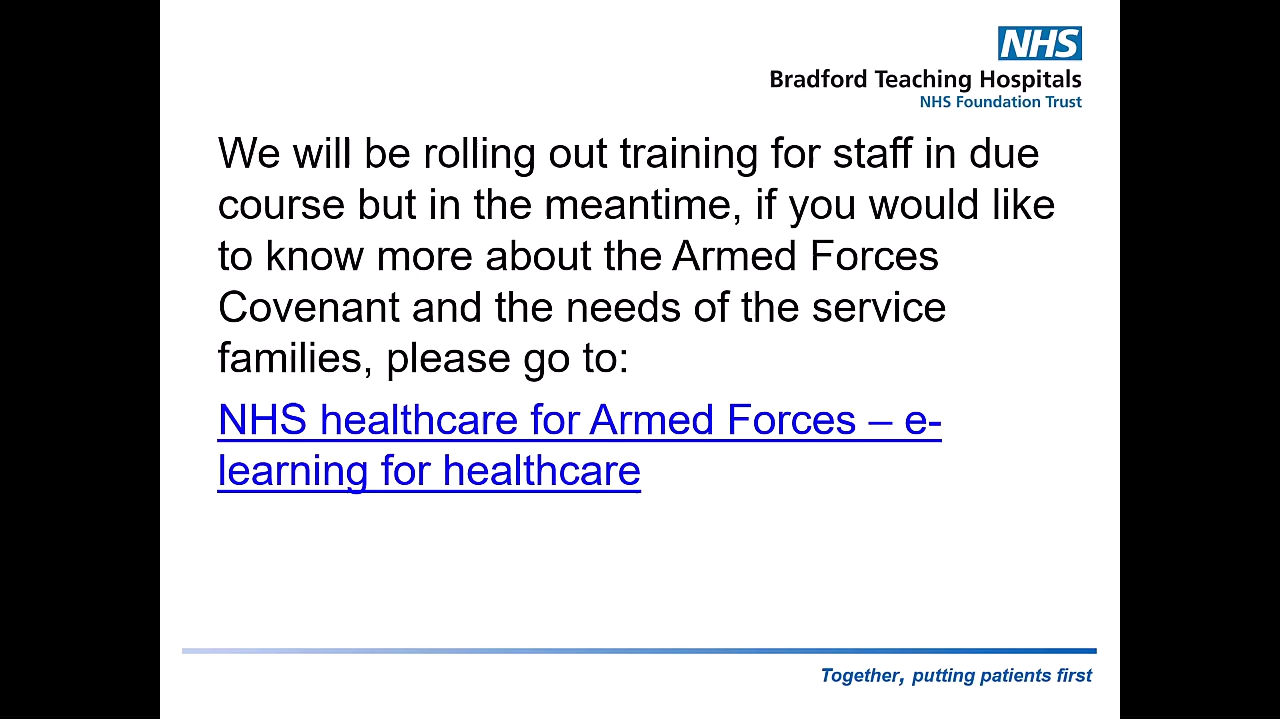 NHS
Bradford Teaching Hospitals
NHS Foundation Trust
We will be rolling out training for staff in due
course but in the meantime, if you would like
to know more about the Armed Forces
Covenant and the needs of the service
families, please go to:
NHS healthcare for Armed Forces – e-
learning for healthcare
Together, putting patients first